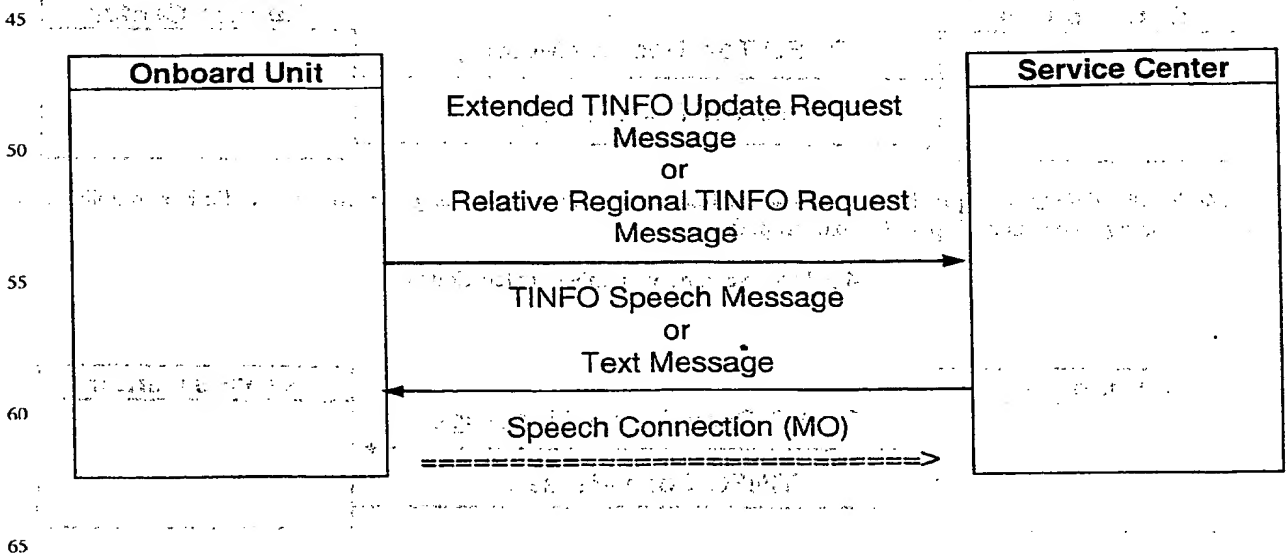 45
Onboard Unit
Service Center
Extended TINFO Update Request
Message
50
or
Relative Regional TINFO Request
Message
55
TINFO Speech Message
or
Text Message
60
Speech Connection (MO)
65